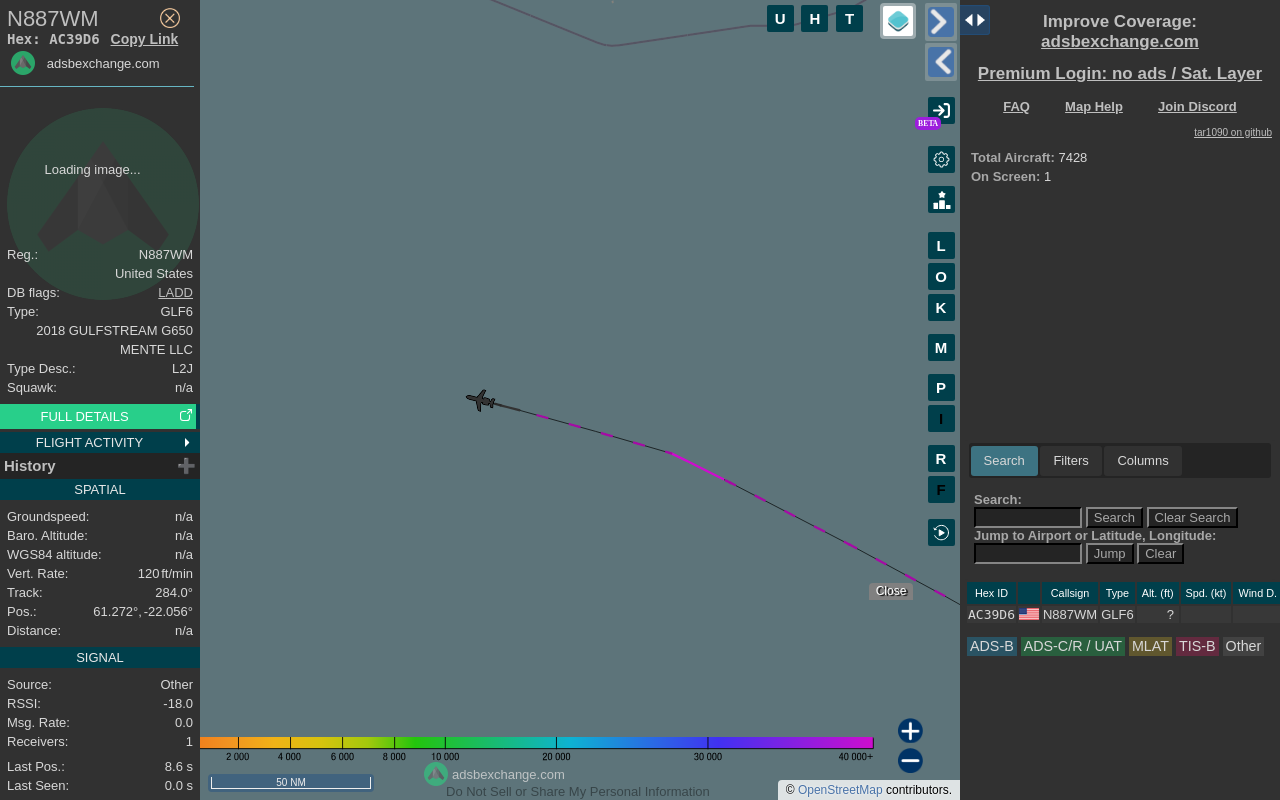 N887WM
Hex: AC39D6 Copy Link
adsbexchange.com
Loading image...
Reg.: N887WM
United States
DB flags: LADD
Type: GLF6
2018 GULFSTREAM G650
MENTE LLC
Type Desc.: L2J
Squawk: n/a
FULL DETAILS
FLIGHT ACTIVITY
History
SPATIAL
Groundspeed: n/a
Baro. Altitude: n/a
WGS84 altitude: n/a
Vert. Rate: 120 ft/min
Track: 284.0°
Pos.: 61.272°, -22.056°
Distance: n/a
SIGNAL
Source: Other
RSSI: -18.0
Msg. Rate: 0.0
Receivers: 1
Last Pos.: 8.6 s
Last Seen: 0.0 s
U H T
BETA
L
O
K
M
P
I
R
F
Close
2 000 4 000 6 000 8 000 10 000 20 000 30 000 40 000+
50 NM
adsbexchange.com
Do Not Sell or Share My Personal Information
© OpenStreetMap contributors.
Improve Coverage:
adsbexchange.com
Premium Login: no ads / Sat. Layer
FAQ Map Help Join Discord
tar1090 on github
Total Aircraft: 7428
On Screen: 1
Search Filters Columns
Search:
Search Clear Search
Jump to Airport or Latitude, Longitude:
Jump Clear
Hex ID Callsign Type Alt. (ft) Spd. (kt) Wind D.
AC39D6 N887WM GLF6 ?
ADS-B ADS-C/R / UAT MLAT TIS-B Other